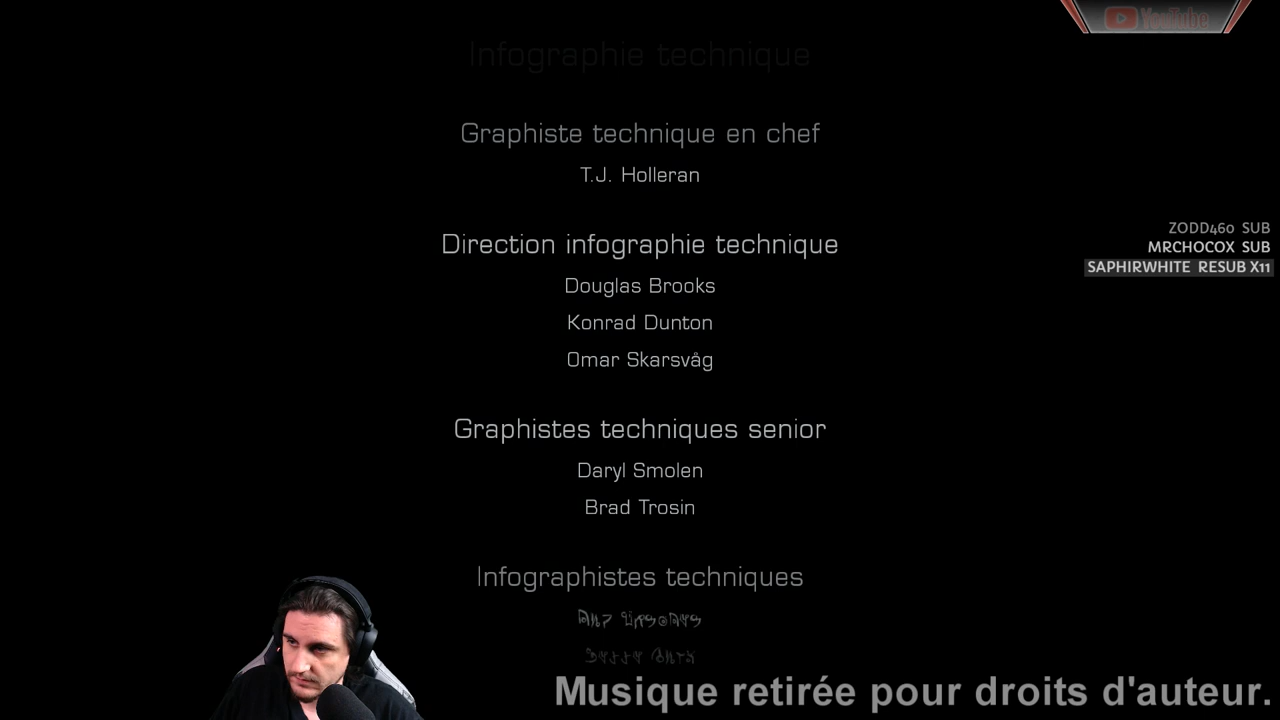 YouTube
Infographie technique
Graphiste technique en chef
T.J. Holleran
Direction infographie technique
Douglas Brooks
Konrad Dunton
Omar Skarsvåg
Graphistes techniques senior
Daryl Smolen
Brad Trosin
Infographistes techniques
ZODD460 SUB
MRCHOCOX SUB
SAPHIRWHITE RESUB X11
Musique retirée pour droits d'auteur.